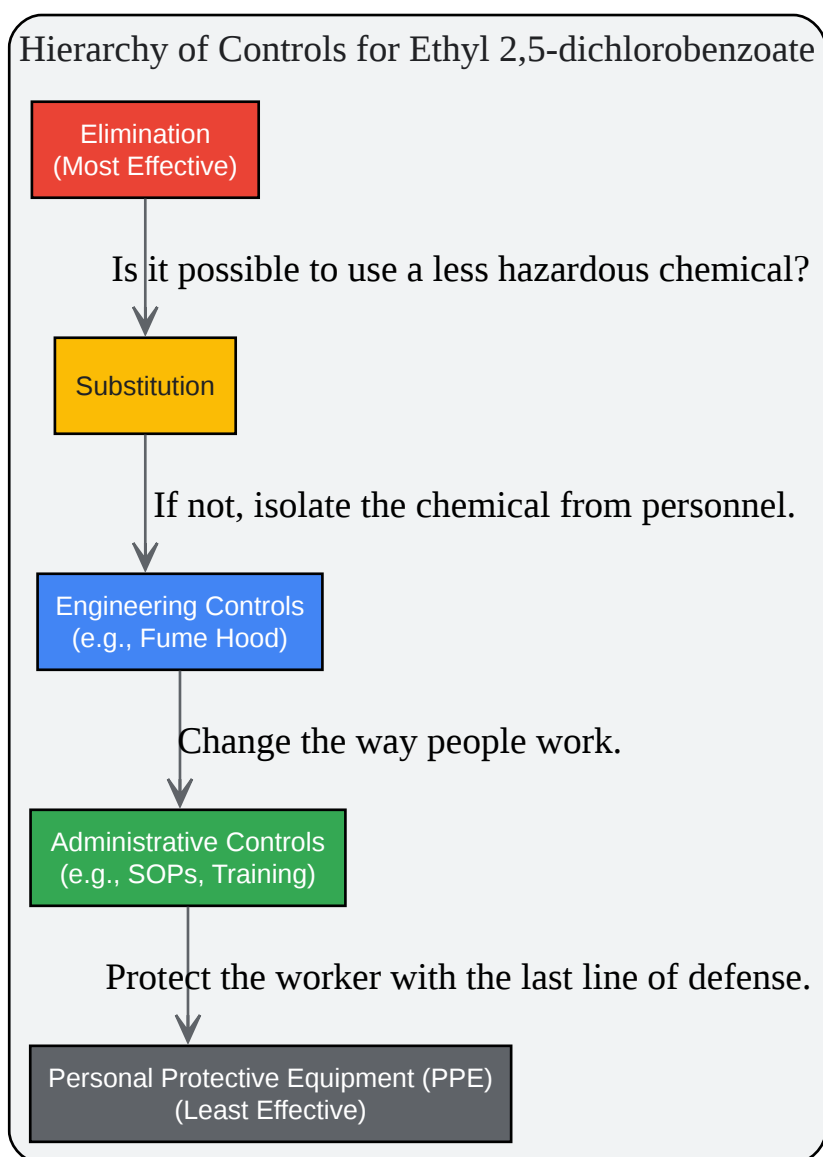 Hierarchy of Controls for Ethyl 2,5-dichlorobenzoate
Elimination
(Most Effective)
Is it possible to use a less hazardous chemical?
Substitution
If not, isolate the chemical from personnel.
Engineering Controls
(e.g., Fume Hood)
Change the way people work.
Administrative Controls
(e.g., SOPs, Training)
Protect the worker with the last line of defense.
Personal Protective Equipment (PPE)
(Least Effective)